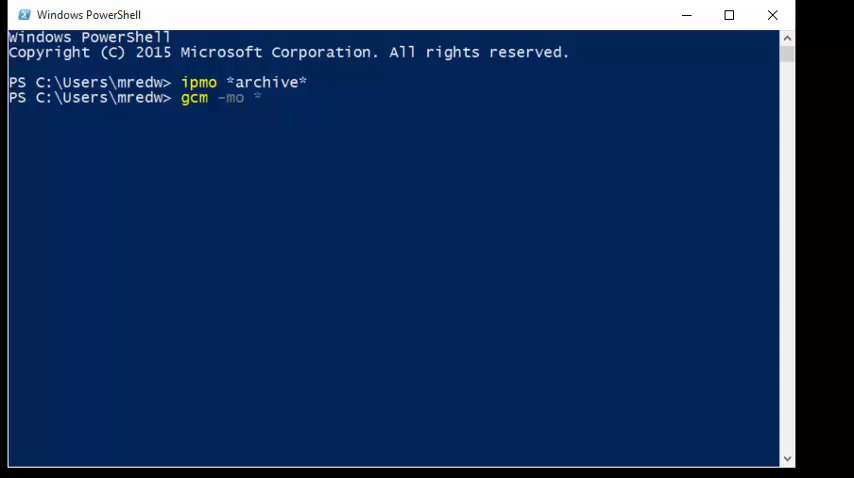 Windows PowerShell
Windows PowerShell
Copyright (C) 2015 Microsoft Corporation. All rights reserved.
PS C:\Users\mredw> ipmo *archive*
PS C:\Users\mredw> gcm -mo *